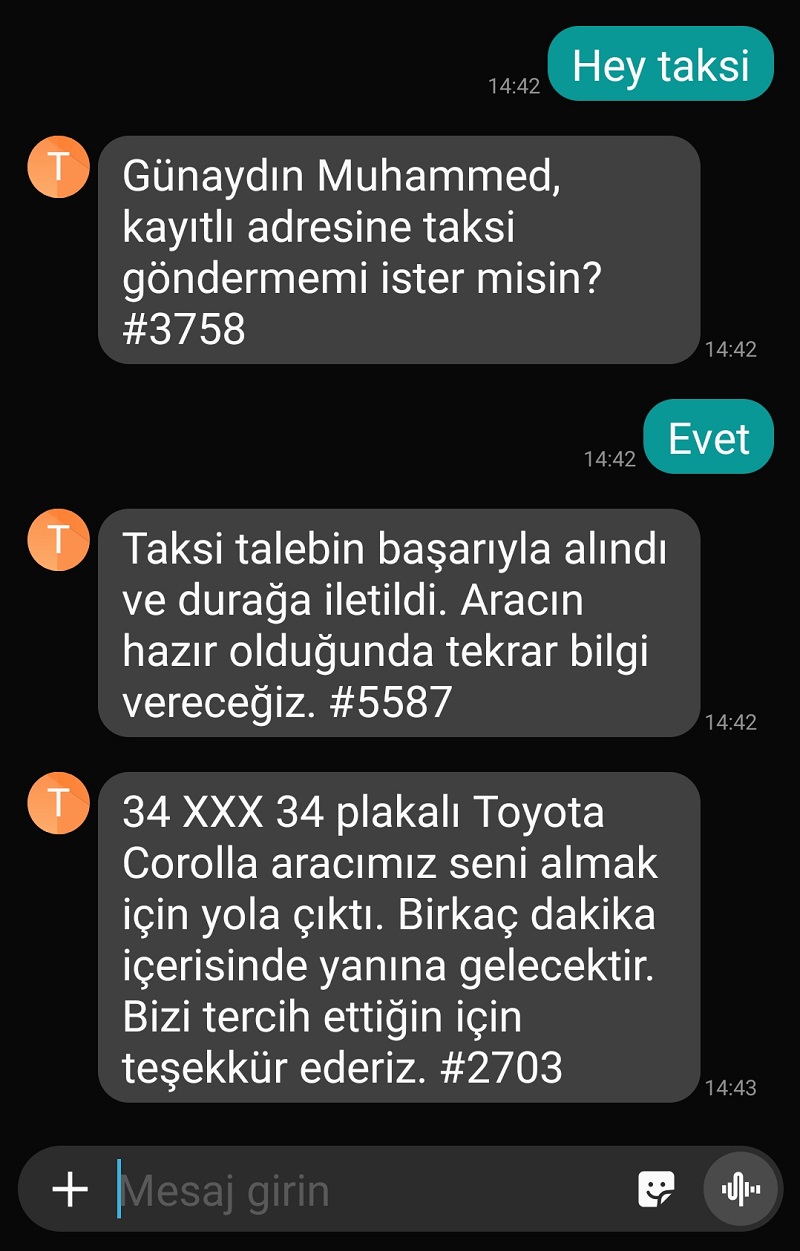 Hey taksi
14:42
T
Günaydın Muhammed,
kayıtlı adresine taksi
göndermemi ister misin?
#3758
14:42
Evet
14:42
T
Taksi talebin başarıyla alındı
ve durağa iletildi. Aracın
hazır olduğunda tekrar bilgi
vereceğiz. #5587
14:42
T
34 XXX 34 plakalı Toyota
Corolla aracımız seni almak
için yola çıktı. Birkaç dakika
içerisinde yanına gelecektir.
Bizi tercih ettiğin için
teşekkür ederiz. #2703
14:43
Mesaj girin